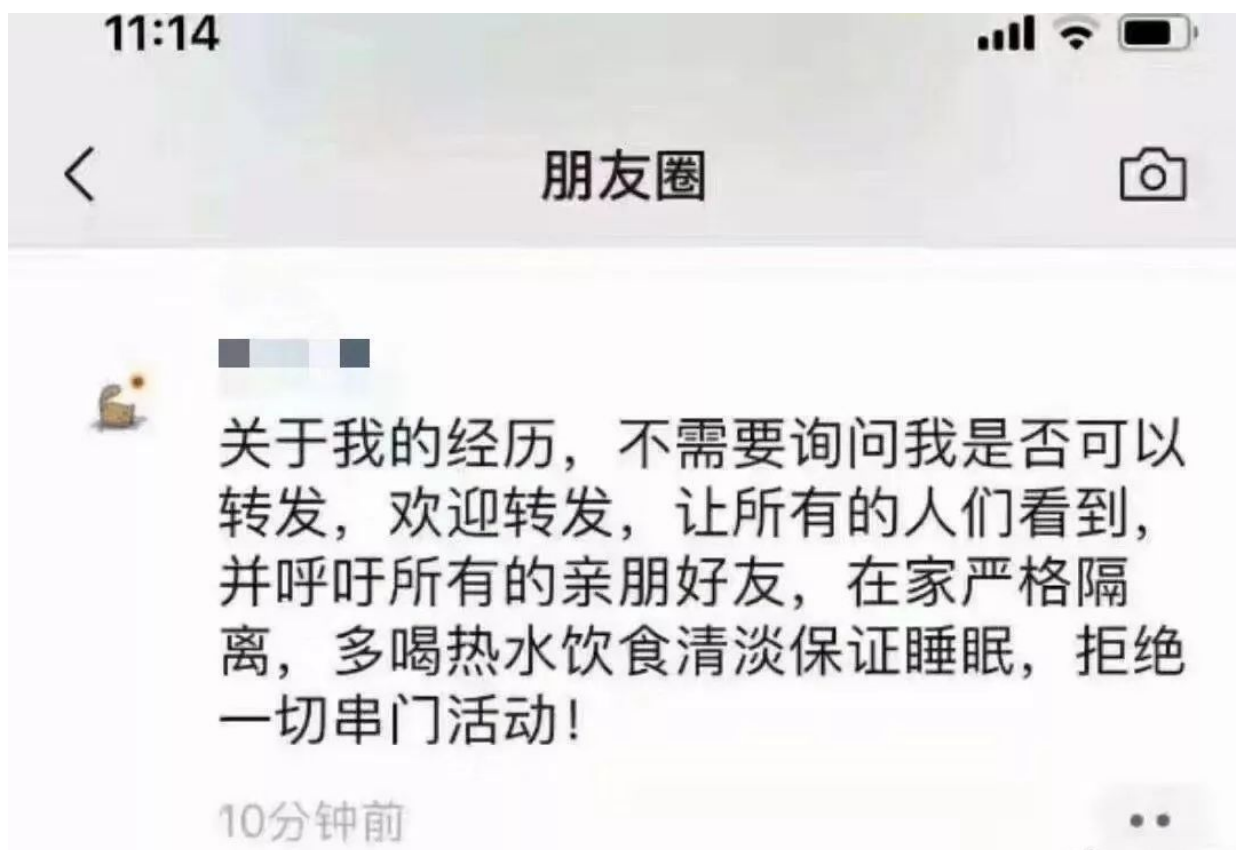 11:14
朋友圈
关于我的经历，不需要询问我是否可以
转发，欢迎转发，让所有的人们看到，
并呼吁所有的亲朋好友，在家严格隔
离，多喝热水饮食清淡保证睡眠，拒绝
一切串门活动！
10分钟前